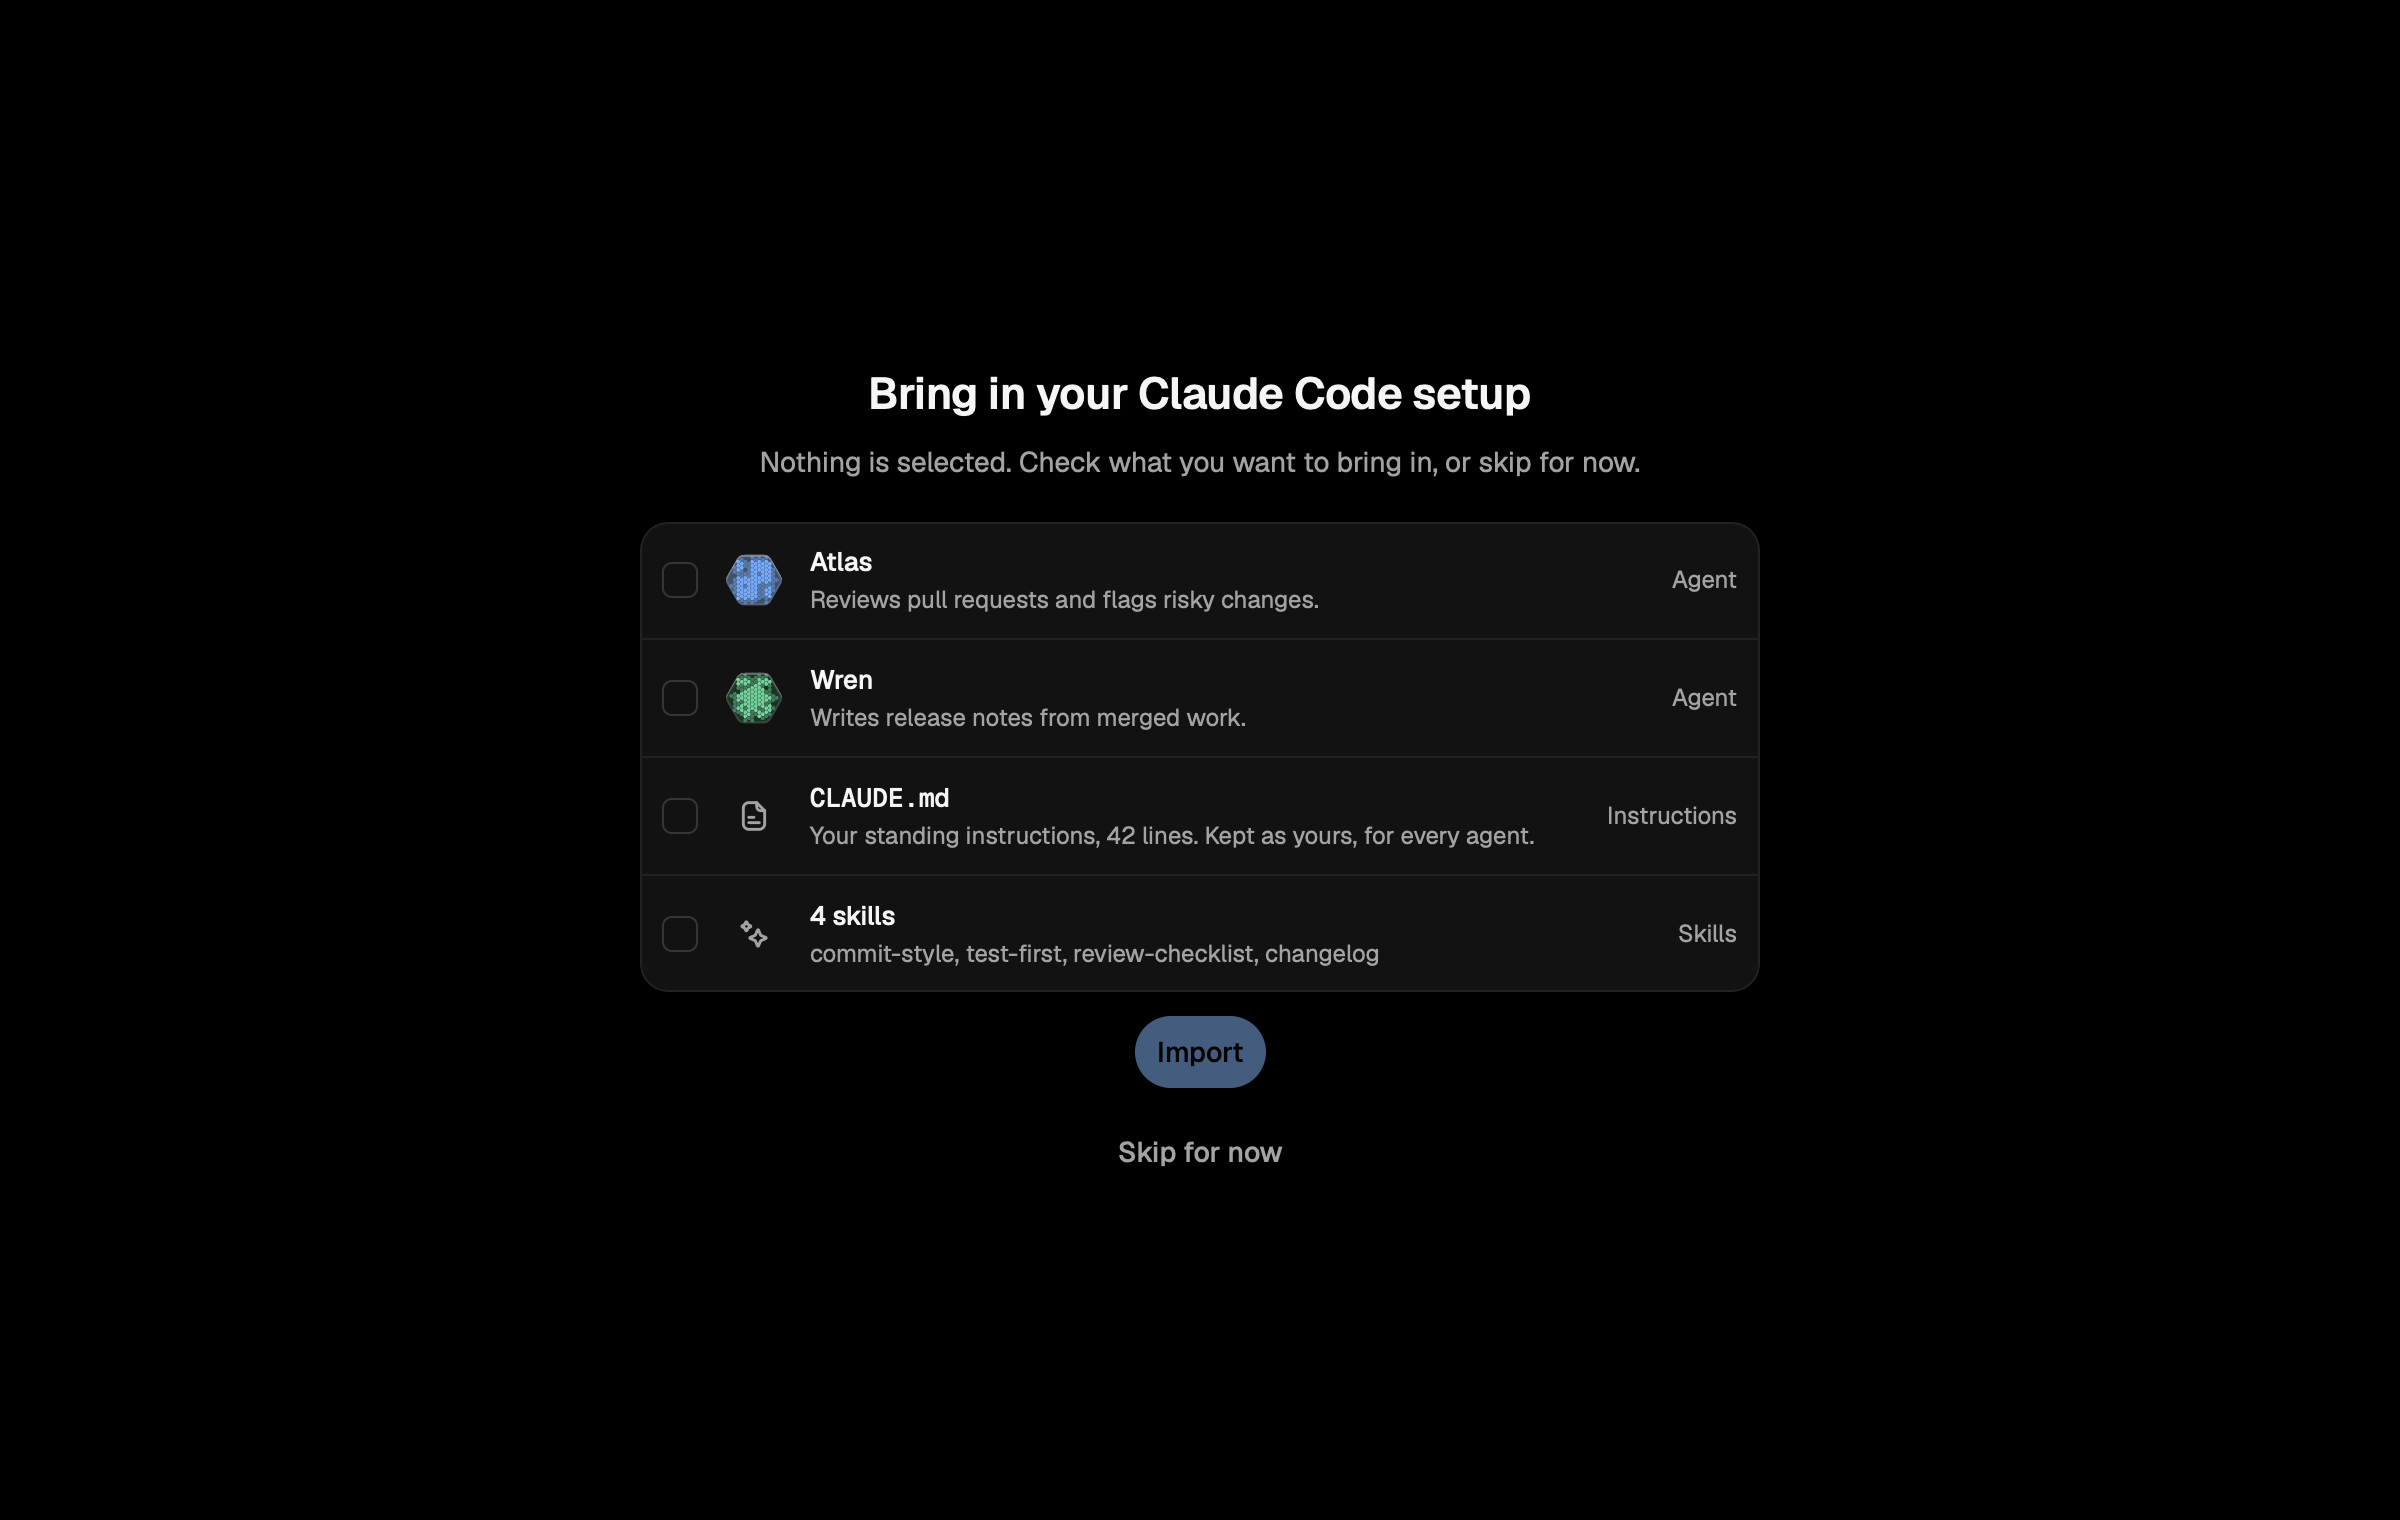 Bring in your Claude Code setup
Nothing is selected. Check what you want to bring in, or skip for now.
Atlas
Reviews pull requests and flags risky changes.
Agent
Wren
Writes release notes from merged work.
Agent
CLAUDE.md
Your standing instructions, 42 lines. Kept as yours, for every agent.
Instructions
4 skills
commit-style, test-first, review-checklist, changelog
Skills
Import
Skip for now